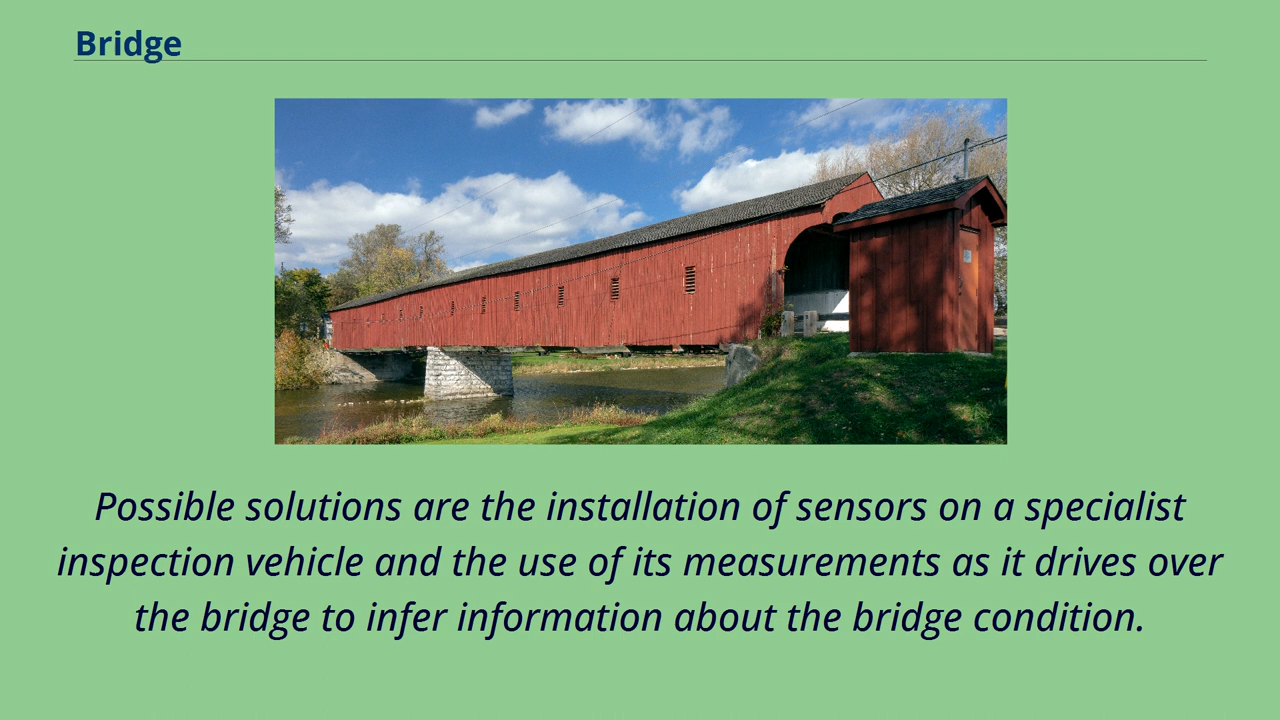 Bridge
Possible solutions are the installation of sensors on a specialist
inspection vehicle and the use of its measurements as it drives over
the bridge to infer information about the bridge condition.